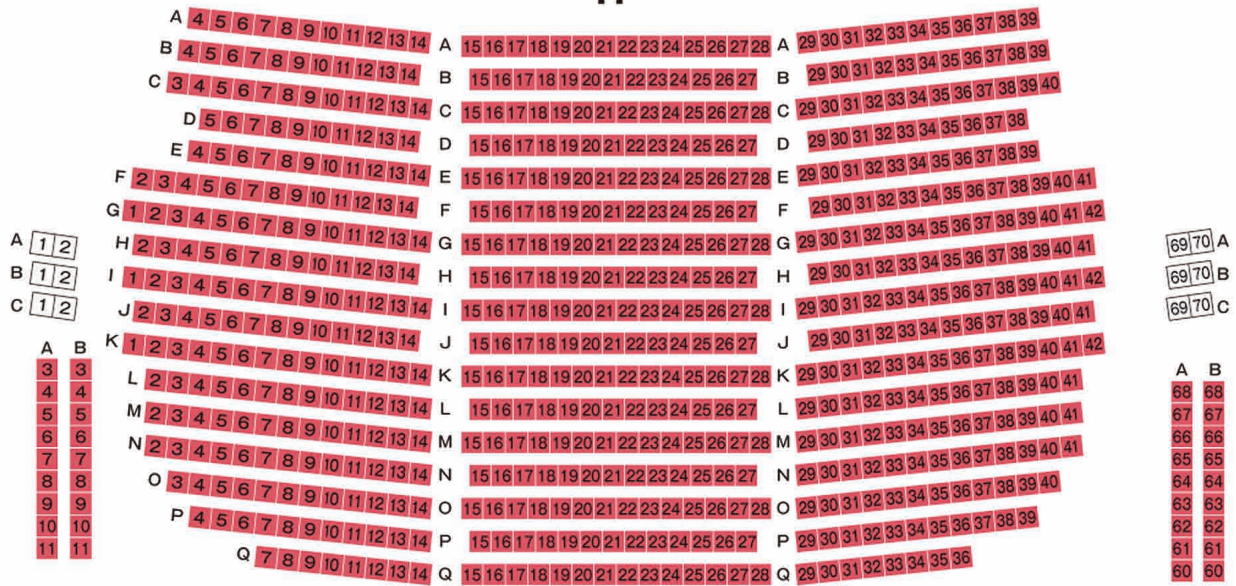 A 4 5 6 7 8 9 10 11 12 13 14 A 15 16 17 18 19 20 21 22 23 24 25 26 27 28 A 29 30 31 32 33 34 35 36 37 38 39
B 4 5 6 7 8 9 10 11 12 13 14 B 15 16 17 18 19 20 21 22 23 24 25 26 27 B 29 30 31 32 33 34 35 36 37 38 39
C 3 4 5 6 7 8 9 10 11 12 13 14 C 15 16 17 18 19 20 21 22 23 24 25 26 27 28 C 29 30 31 32 33 34 35 36 37 38 39 40
D 5 6 7 8 9 10 11 12 13 14 D 15 16 17 18 19 20 21 22 23 24 25 26 27 D 29 30 31 32 33 34 35 36 37 38
E 4 5 6 7 8 9 10 11 12 13 14 E 15 16 17 18 19 20 21 22 23 24 25 26 27 28 E 29 30 31 32 33 34 35 36 37 38 39
F 2 3 4 5 6 7 8 9 10 11 12 13 14 F 15 16 17 18 19 20 21 22 23 24 25 26 27 F 29 30 31 32 33 34 35 36 37 38 39 40 41
G 1 2 3 4 5 6 7 8 9 10 11 12 13 14 G 15 16 17 18 19 20 21 22 23 24 25 26 27 28 G 29 30 31 32 33 34 35 36 37 38 39 40 41 42
H 2 3 4 5 6 7 8 9 10 11 12 13 14 H 15 16 17 18 19 20 21 22 23 24 25 26 27 H 29 30 31 32 33 34 35 36 37 38 39 40 41
I 1 2 3 4 5 6 7 8 9 10 11 12 13 14 I 15 16 17 18 19 20 21 22 23 24 25 26 27 28 I 29 30 31 32 33 34 35 36 37 38 39 40 41 42
J 2 3 4 5 6 7 8 9 10 11 12 13 14 J 15 16 17 18 19 20 21 22 23 24 25 26 27 J 29 30 31 32 33 34 35 36 37 38 39 40 41
K 1 2 3 4 5 6 7 8 9 10 11 12 13 14 K 15 16 17 18 19 20 21 22 23 24 25 26 27 28 K 29 30 31 32 33 34 35 36 37 38 39 40 41 42
L 2 3 4 5 6 7 8 9 10 11 12 13 14 L 15 16 17 18 19 20 21 22 23 24 25 26 27 L 29 30 31 32 33 34 35 36 37 38 39 40 41
M 2 3 4 5 6 7 8 9 10 11 12 13 14 M 15 16 17 18 19 20 21 22 23 24 25 26 27 28 M 29 30 31 32 33 34 35 36 37 38 39 40 41
N 2 3 4 5 6 7 8 9 10 11 12 13 14 N 15 16 17 18 19 20 21 22 23 24 25 26 27 N 29 30 31 32 33 34 35 36 37 38 39 40 41
O 3 4 5 6 7 8 9 10 11 12 13 14 O 15 16 17 18 19 20 21 22 23 24 25 26 27 28 O 29 30 31 32 33 34 35 36 37 38 39 40
P 4 5 6 7 8 9 10 11 12 13 14 P 15 16 17 18 19 20 21 22 23 24 25 26 27 P 29 30 31 32 33 34 35 36 37 38 39
Q 7 8 9 10 11 12 13 14 Q 15 16 17 18 19 20 21 22 23 24 25 26 27 28 Q 29 30 31 32 33 34 35 36
A 1 2
B 1 2
C 1 2
A B
3 3
4 4
5 5
6 6
7 7
8 8
9 9
10 10
11 11
69 70 A
69 70 B
69 70 C
A B
68 68
67 67
66 66
65 65
64 64
63 63
62 62
61 61
60 60